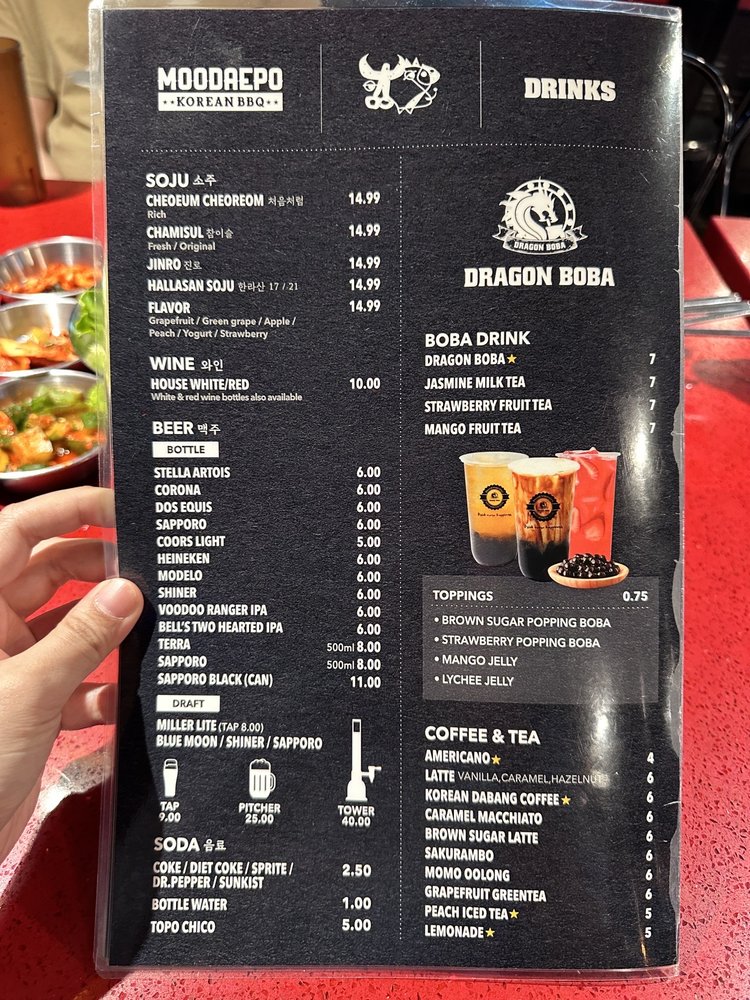 MOODAEPO
★★KOREAN BBQ★★
DRINKS
SOJU 소주
CHEOEUM CHEOREOM 처음처럼 14.99
Rich
CHAMISUL 참이슬 14.99
Fresh / Original
JINRO 진로 14.99
HALLASAN SOJU 한라산 17 / 21 14.99
FLAVOR 14.99
Grapefruit / Green grape / Apple /
Peach / Yogurt / Strawberry
WINE 와인
HOUSE WHITE/RED 10.00
White & red wine bottles also available
BEER 맥주
BOTTLE
STELLA ARTOIS 6.00
CORONA 6.00
DOS EQUIS 6.00
SAPPORO 6.00
COORS LIGHT 5.00
HEINEKEN 6.00
MODELO 6.00
SHINER 6.00
VOODOO RANGER IPA 6.00
BELL'S TWO HEARTED IPA 6.00
TERRA 500ml 8.00
SAPPORO 500ml 8.00
SAPPORO BLACK (CAN) 11.00
DRAFT
MILLER LITE (TAP 8.00)
BLUE MOON / SHINER / SAPPORO
TAP PITCHER TOWER
9.00 25.00 40.00
SODA 음료
COKE / DIET COKE / SPRITE / 2.50
DR.PEPPER / SUNKIST
BOTTLE WATER 1.00
TOPO CHICO 5.00
DRAGON BOBA
DRAGON BOBA
BOBA DRINK
DRAGON BOBA★ 7
JASMINE MILK TEA 7
STRAWBERRY FRUIT TEA 7
MANGO FRUIT TEA 7
TOPPINGS 0.75
• BROWN SUGAR POPPING BOBA
• STRAWBERRY POPPING BOBA
• MANGO JELLY
• LYCHEE JELLY
COFFEE & TEA
AMERICANO★ 4
LATTE VANILLA,CARAMEL,HAZELNUT 6
KOREAN DABANG COFFEE★ 6
CARAMEL MACCHIATO 6
BROWN SUGAR LATTE 6
SAKURAMBO 6
MOMO OOLONG 6
GRAPEFRUIT GREENTEA 6
PEACH ICED TEA★ 5
LEMONADE★ 5